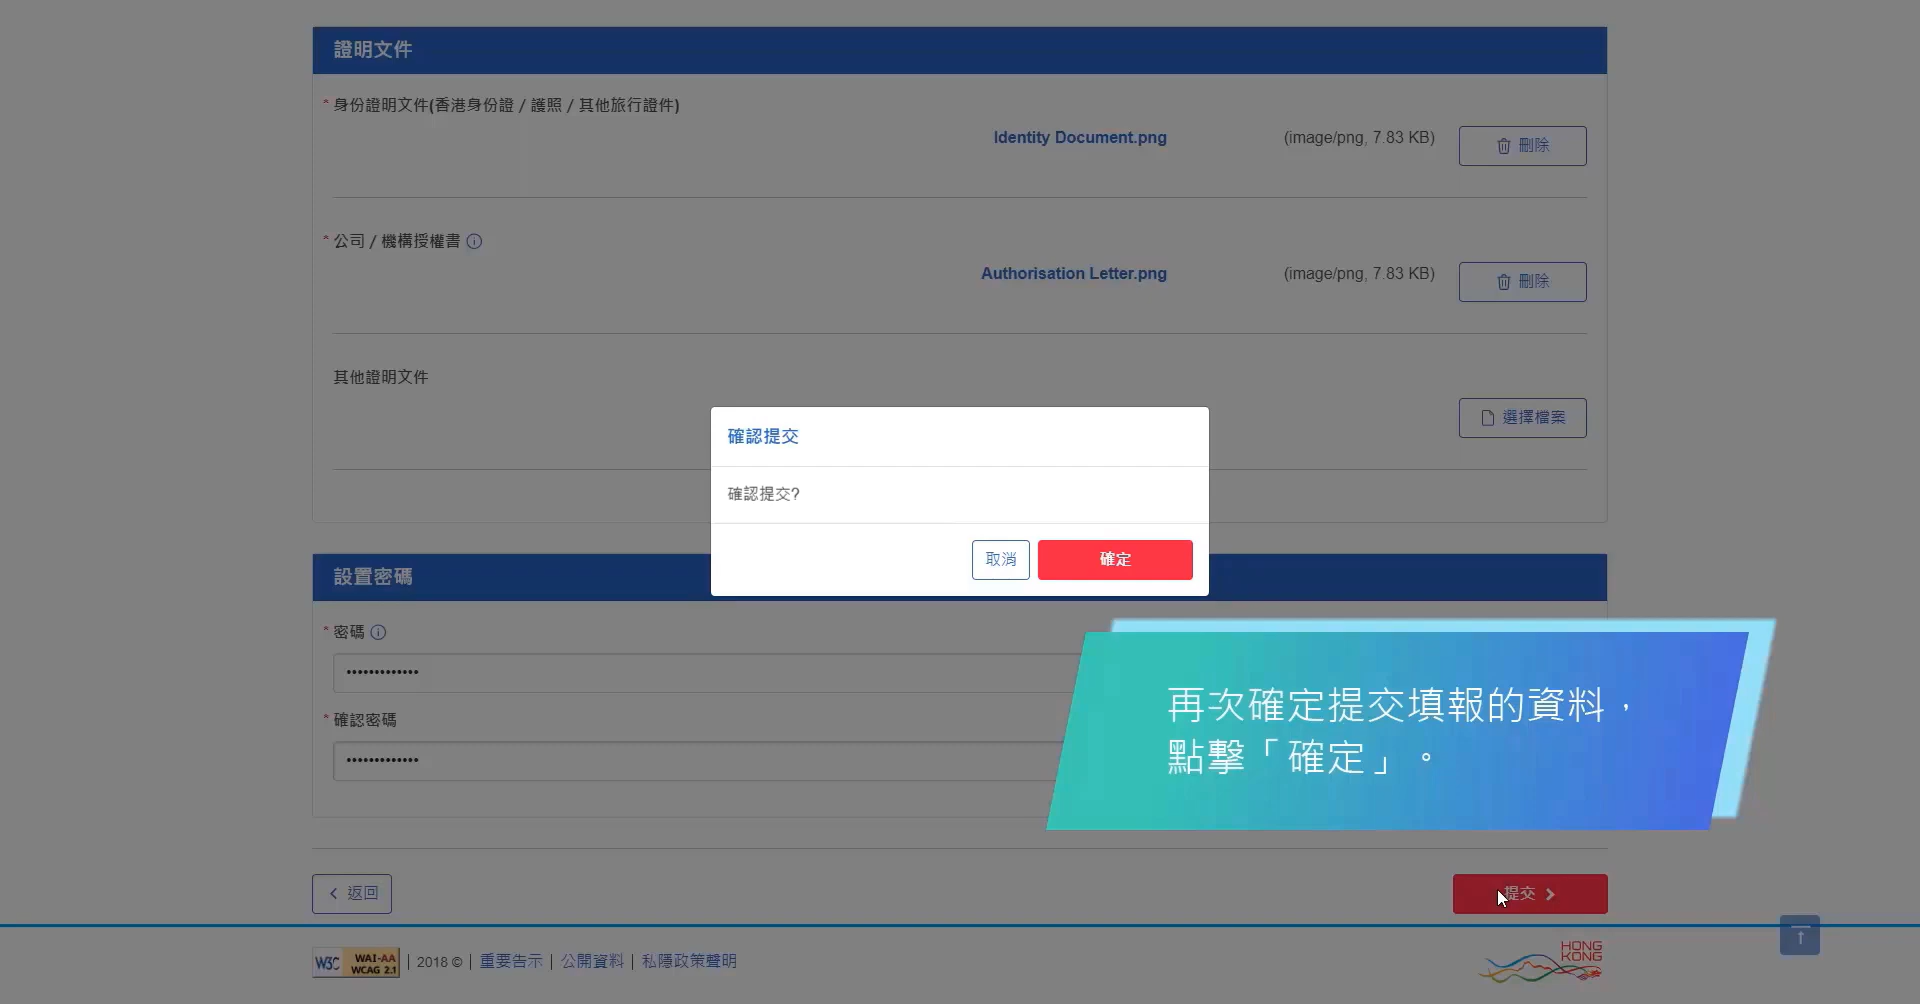 證明文件
* 身份證明文件(香港身份證 / 護照 / 其他旅行證件)
Identity Document.png (image/png, 7.83 KB) 刪除
* 公司 / 機構授權書
Authorisation Letter.png (image/png, 7.83 KB) 刪除
其他證明文件
選擇檔案
確認提交
確認提交?
取消 確定
設置密碼
* 密碼
•••••••••••••
* 確認密碼
•••••••••••••
再次確定提交填報的資料，
點擊「確定」。
返回 提交
W3C WAI-AA WCAG 2.1 | 2018 © | 重要告示 | 公開資料 | 私隱政策聲明
HONG
KONG